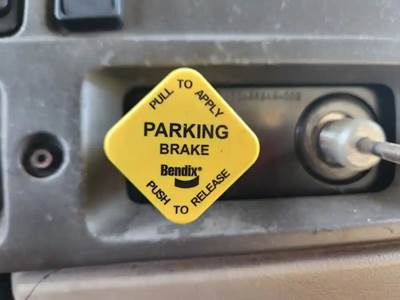 PULL TO APPLY
PARKING
BRAKE
Bendix®
PUSH TO RELEASE